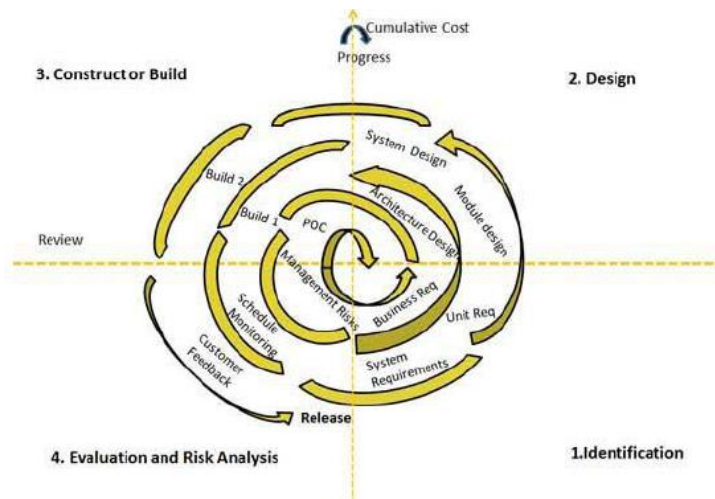 Cumulative Cost
Progress
3. Constructor Build
2. Design
System Design
Build 2
Module design
Build 1
POC
Architecture Design
Review
Management Risks
Business Req
Unit Req
Schedule
Monitoring
System
Requirements
Customer
Feedback
Release
4. Evaluation and Risk Analysis
1.Identification